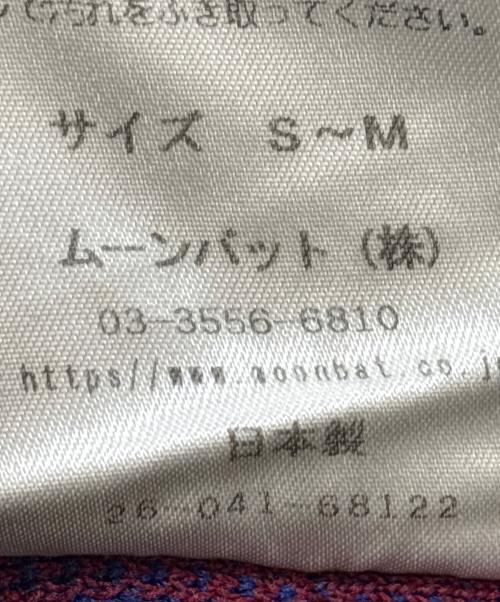 汚れをふき取ってください。
サイズ S～M
ムーンバット（株）
03-3556-6810
https//www.moonbat.co.j
日本製
26-041-68122